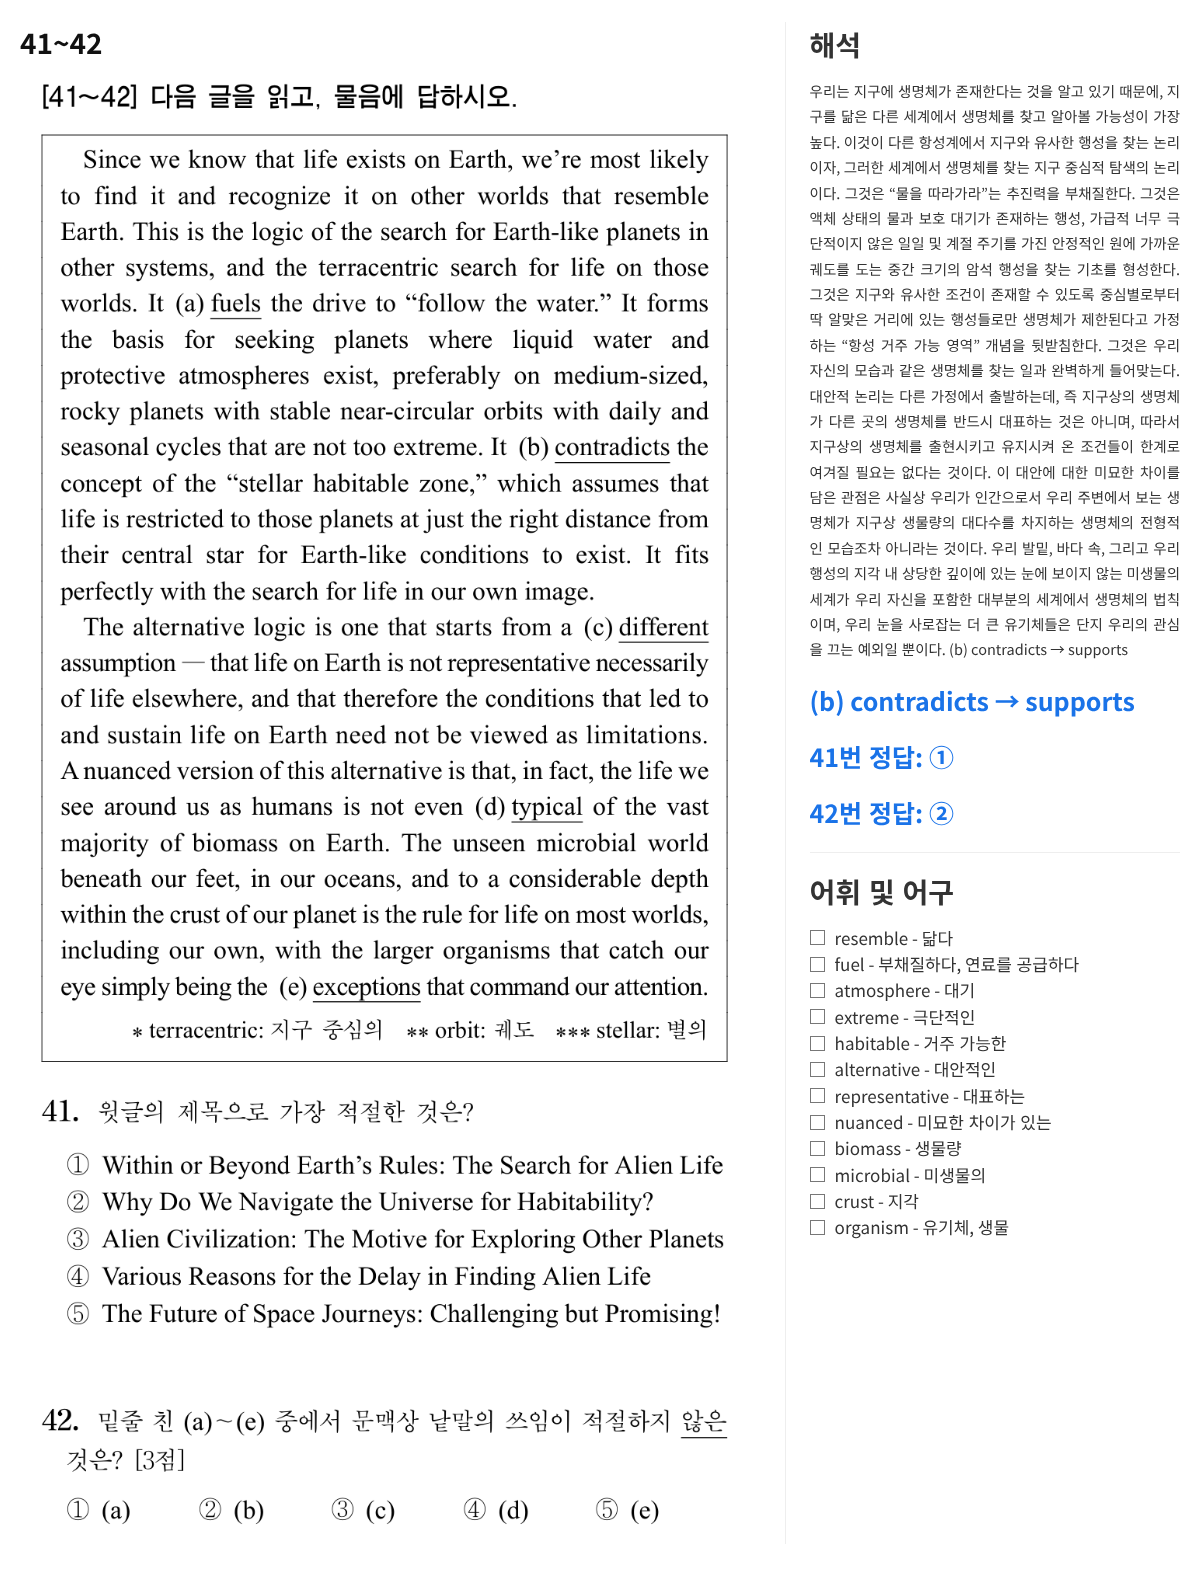 41~42
[41～42] 다음 글을 읽고, 물음에 답하시오.
Since we know that life exists on Earth, we’re most likely
to find it and recognize it on other worlds that resemble
Earth. This is the logic of the search for Earth-like planets in
other systems, and the terracentric search for life on those
worlds. It (a) fuels the drive to “follow the water.” It forms
the basis for seeking planets where liquid water and
protective atmospheres exist, preferably on medium-sized,
rocky planets with stable near-circular orbits with daily and
seasonal cycles that are not too extreme. It (b) contradicts the
concept of the “stellar habitable zone,” which assumes that
life is restricted to those planets at just the right distance from
their central star for Earth-like conditions to exist. It fits
perfectly with the search for life in our own image.
The alternative logic is one that starts from a (c) different
assumption — that life on Earth is not representative necessarily
of life elsewhere, and that therefore the conditions that led to
and sustain life on Earth need not be viewed as limitations.
A nuanced version of this alternative is that, in fact, the life we
see around us as humans is not even (d) typical of the vast
majority of biomass on Earth. The unseen microbial world
beneath our feet, in our oceans, and to a considerable depth
within the crust of our planet is the rule for life on most worlds,
including our own, with the larger organisms that catch our
eye simply being the (e) exceptions that command our attention.
* terracentric: 지구 중심의 ** orbit: 궤도 *** stellar: 별의
41. 윗글의 제목으로 가장 적절한 것은?
① Within or Beyond Earth’s Rules: The Search for Alien Life
② Why Do We Navigate the Universe for Habitability?
③ Alien Civilization: The Motive for Exploring Other Planets
④ Various Reasons for the Delay in Finding Alien Life
⑤ The Future of Space Journeys: Challenging but Promising!
42. 밑줄 친 (a)~(e) 중에서 문맥상 낱말의 쓰임이 적절하지 않은
것은? [3점]
① (a) ② (b) ③ (c) ④ (d) ⑤ (e)
해석
우리는 지구에 생명체가 존재한다는 것을 알고 있기 때문에, 지
구를 닮은 다른 세계에서 생명체를 찾고 알아볼 가능성이 가장
높다. 이것이 다른 항성계에서 지구와 유사한 행성을 찾는 논리
이자, 그러한 세계에서 생명체를 찾는 지구 중심적 탐색의 논리
이다. 그것은 “물을 따라가라”는 추진력을 부채질한다. 그것은
액체 상태의 물과 보호 대기가 존재하는 행성, 가급적 너무 극
단적이지 않은 일일 및 계절 주기를 가진 안정적인 원에 가까운
궤도를 도는 중간 크기의 암석 행성을 찾는 기초를 형성한다.
그것은 지구와 유사한 조건이 존재할 수 있도록 중심별로부터
딱 알맞은 거리에 있는 행성들로만 생명체가 제한된다고 가정
하는 “항성 거주 가능 영역” 개념을 뒷받침한다. 그것은 우리
자신의 모습과 같은 생명체를 찾는 일과 완벽하게 들어맞는다.
대안적 논리는 다른 가정에서 출발하는데, 즉 지구상의 생명체
가 다른 곳의 생명체를 반드시 대표하는 것은 아니며, 따라서
지구상의 생명체를 출현시키고 유지시켜 온 조건들이 한계로
여겨질 필요는 없다는 것이다. 이 대안에 대한 미묘한 차이를
담은 관점은 사실상 우리가 인간으로서 우리 주변에서 보는 생
명체가 지구상 생물량의 대다수를 차지하는 생명체의 전형적
인 모습조차 아니라는 것이다. 우리 발밑, 바다 속, 그리고 우리
행성의 지각 내 상당한 깊이에 있는 눈에 보이지 않는 미생물의
세계가 우리 자신을 포함한 대부분의 세계에서 생명체의 법칙
이며, 우리 눈을 사로잡는 더 큰 유기체들은 단지 우리의 관심
을 끄는 예외일 뿐이다. (b) contradicts → supports
(b) contradicts → supports
41번 정답: ①
42번 정답: ②
어휘 및 어구
□ resemble - 닮다
□ fuel - 부채질하다, 연료를 공급하다
□ atmosphere - 대기
□ extreme - 극단적인
□ habitable - 거주 가능한
□ alternative - 대안적인
□ representative - 대표하는
□ nuanced - 미묘한 차이가 있는
□ biomass - 생물량
□ microbial - 미생물의
□ crust - 지각
□ organism - 유기체, 생물